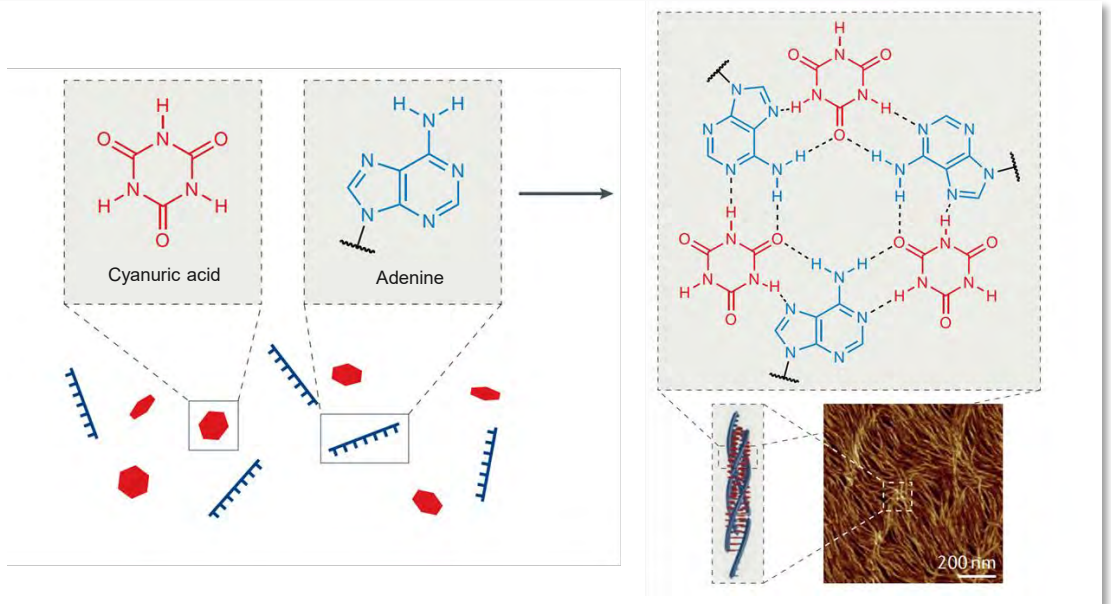 H
O N O
N N
H H
O
Cyanuric acid
H H
N
N N
N N
Adenine
H
O N O
N N N
N H H
N N N
O
H H
N N N N
H H N
H H
O N O O N O
H H
N N N N N
H H H H
O N N O
N N
200 nm